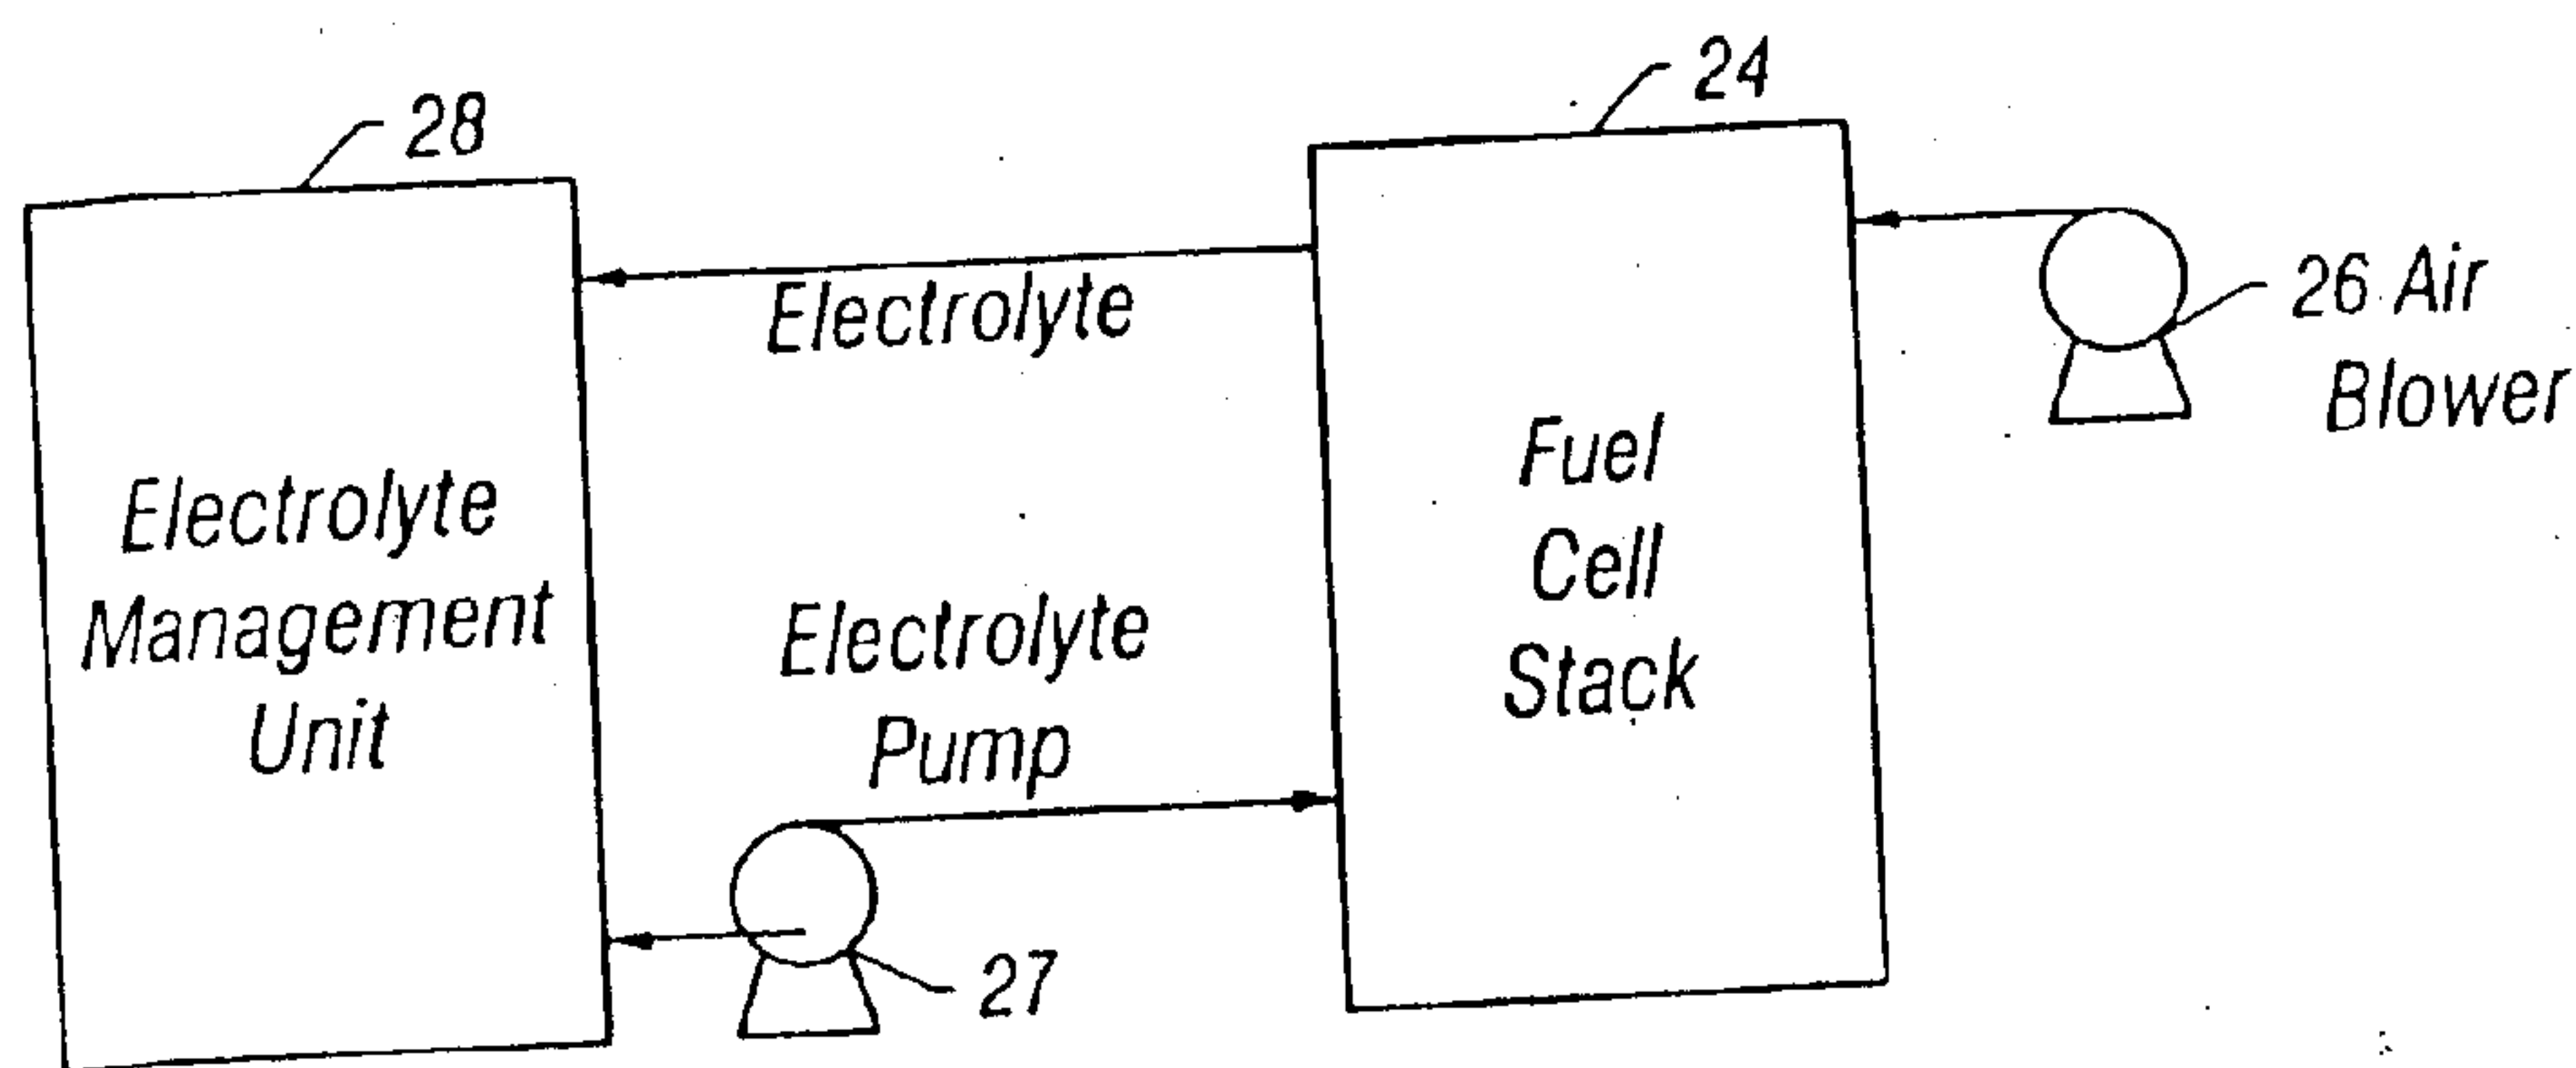 28
24
26 Air
Blower
Electrolyte
Electrolyte
Management
Unit
Electrolyte
Pump
Fuel
Cell
Stack
27